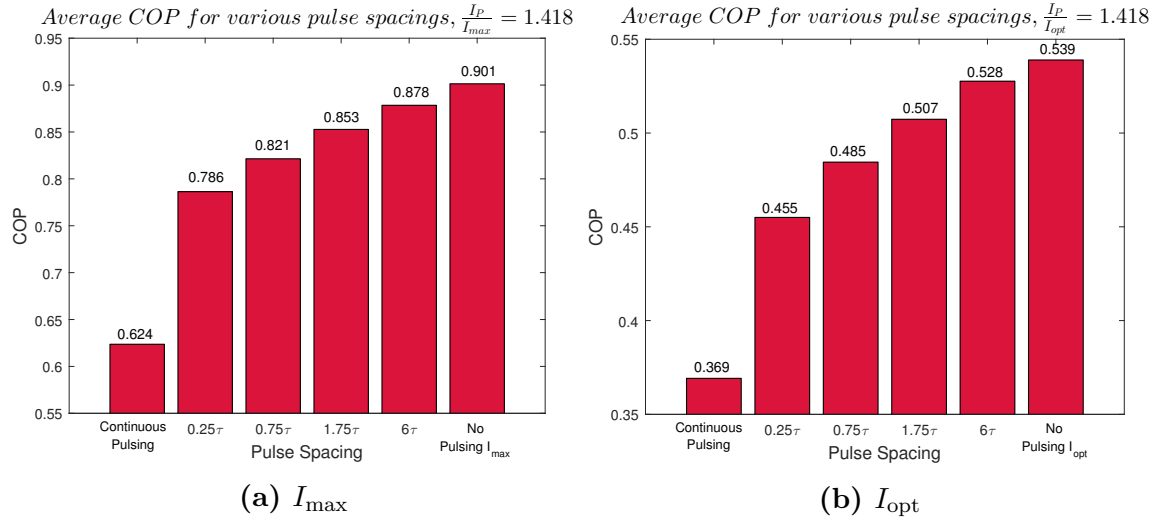 Average COP for various pulse spacings, I_P/I_max = 1.418
0.95
0.9
0.85
0.8
0.75
0.7
0.65
0.6
0.55
COP
0.624
0.786
0.821
0.853
0.878
0.901
Continuous Pulsing
0.25τ
0.75τ
1.75τ
6τ
No Pulsing I_max
Pulse Spacing
(a) I_max
Average COP for various pulse spacings, I_P/I_opt = 1.418
0.55
0.5
0.45
0.4
0.35
COP
0.369
0.455
0.485
0.507
0.528
0.539
Continuous Pulsing
0.25τ
0.75τ
1.75τ
6τ
No Pulsing I_opt
Pulse Spacing
(b) I_opt